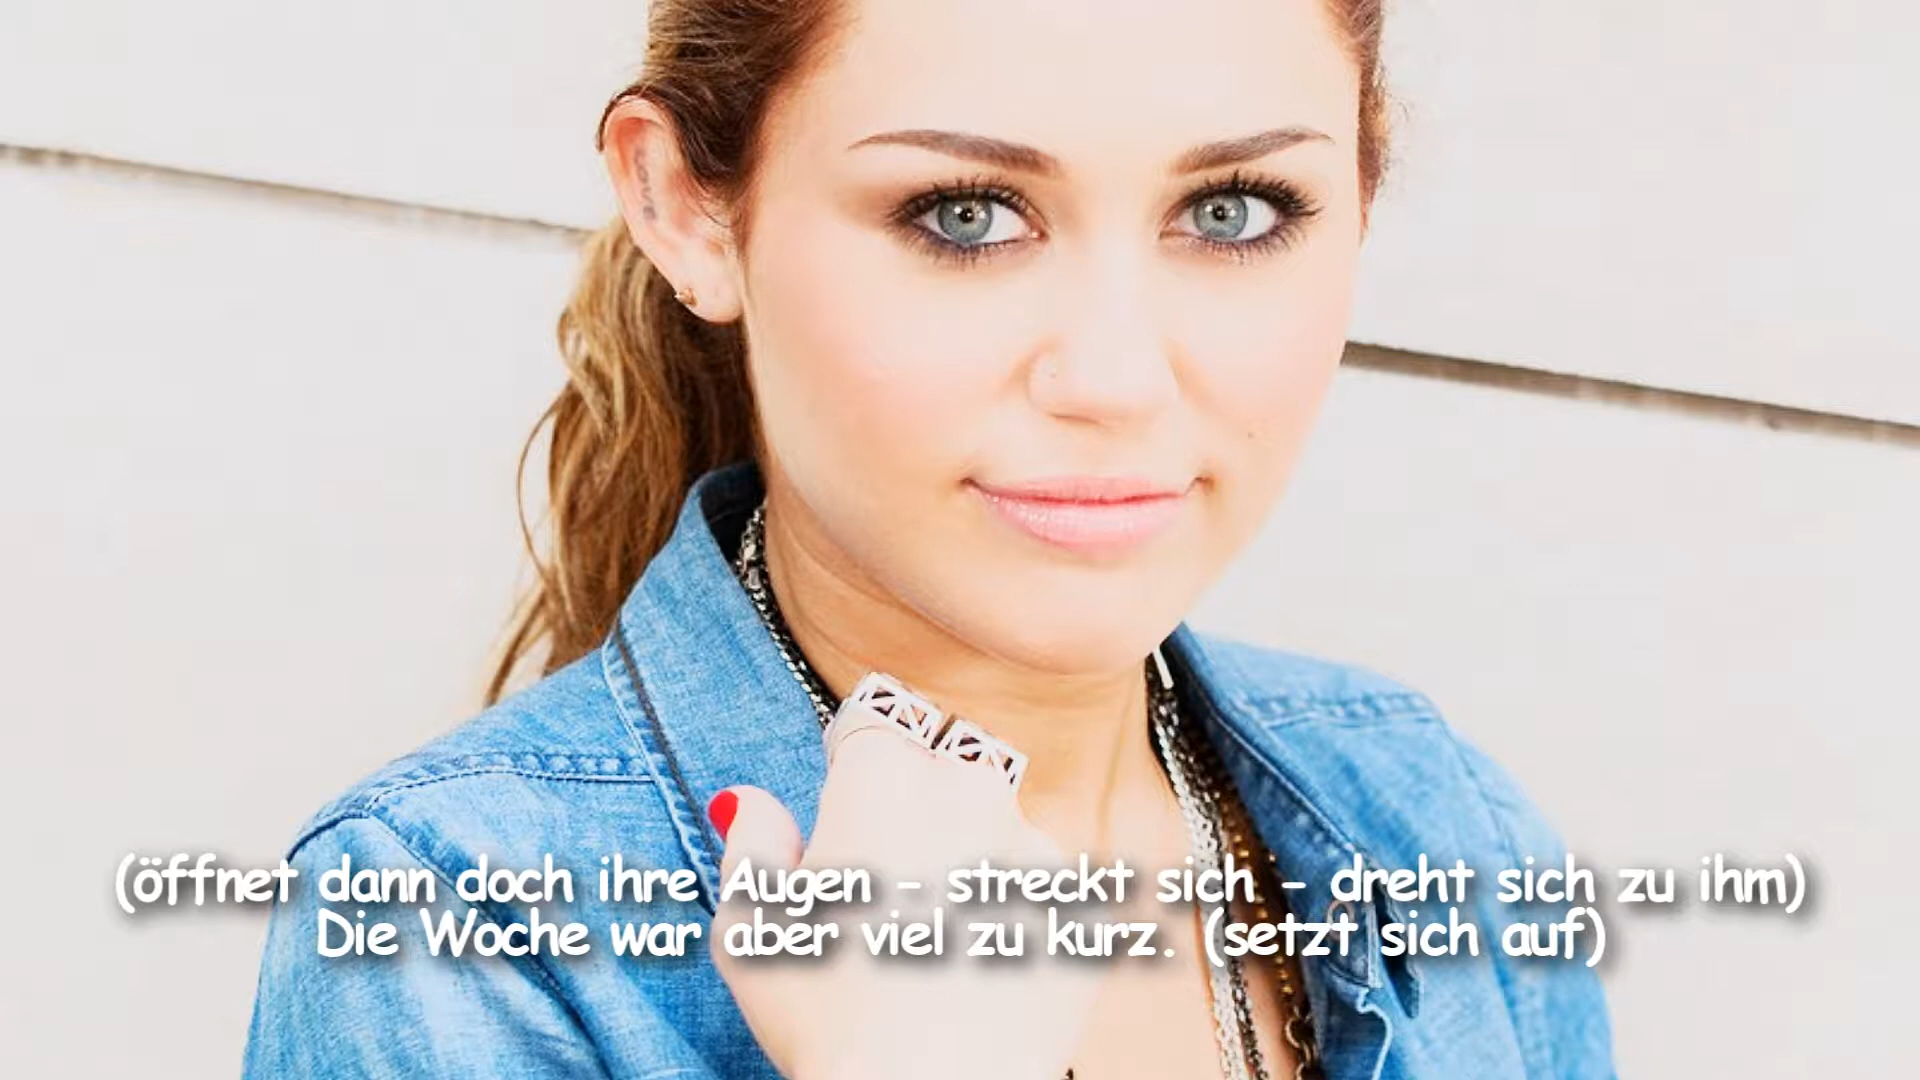 (öffnet dann doch ihre Augen - streckt sich - dreht sich zu ihm)
Die Woche war aber viel zu kurz. (setzt sich auf)